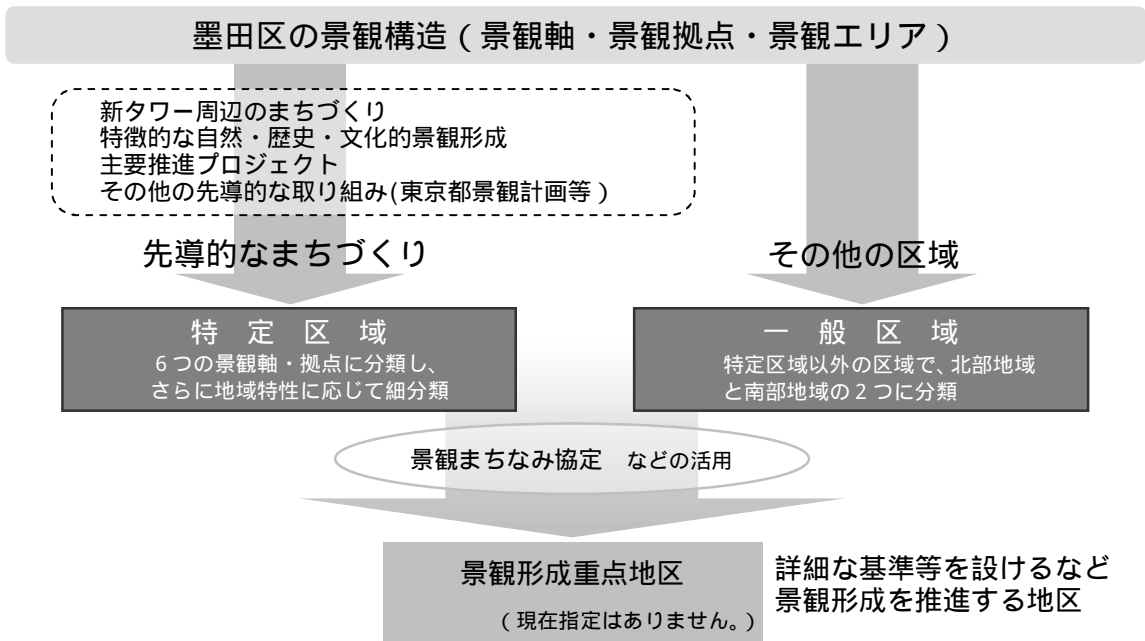 墨田区の景観構造(景観軸・景観拠点・景観エリア)
新タワー周辺のまちづくり
特徴的な自然・歴史・文化的景観形成
主要推進プロジェクト
その他の先導的な取り組み(東京都景観計画等)
先導的なまちづくり
その他の区域
特定区域
6つの景観軸・拠点に分類し、
さらに地域特性に応じて細分類
一般区域
特定区域以外の区域で、北部地域
と南部地域の2つに分類
景観まちなみ協定 などの活用
景観形成重点地区
(現在指定はありません。)
詳細な基準等を設けるなど
景観形成を推進する地区